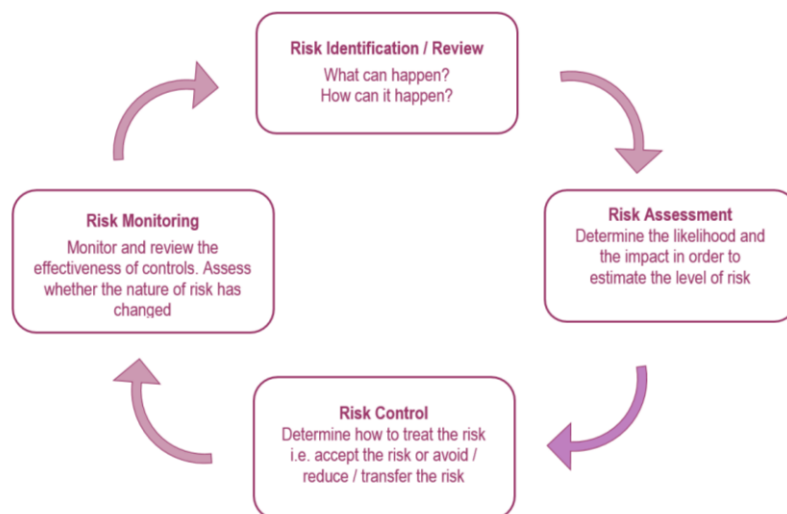 Risk Identification / Review
What can happen?
How can it happen?
Risk Assessment
Determine the likelihood and
the impact in order to
estimate the level of risk
Risk Control
Determine how to treat the risk
i.e. accept the risk or avoid /
reduce / transfer the risk
Risk Monitoring
Monitor and review the
effectiveness of controls. Assess
whether the nature of risk has
changed